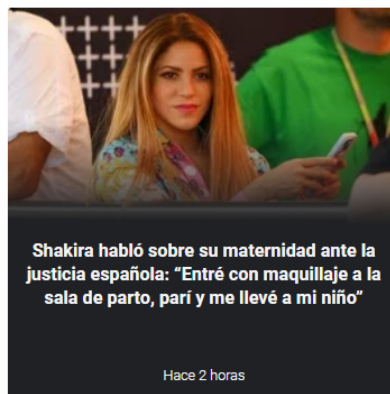 Shakira habló sobre su maternidad ante la
justicia española: “Entré con maquillaje a la
sala de parto, parí y me llevé a mi niño”
Hace 2 horas